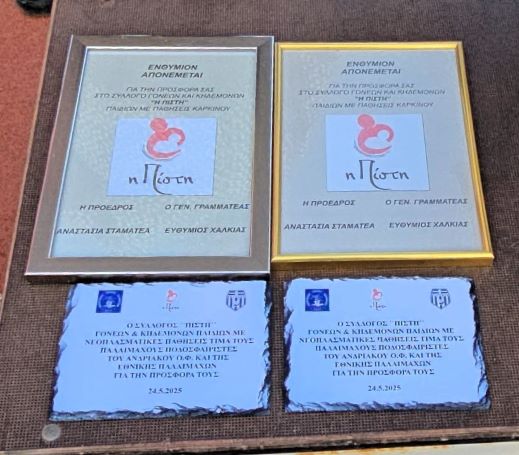 ΕΝΘΥΜΙΟΝ
ΑΠΟΝΕΜΕΤΑΙ
ΓΙΑ ΤΗΝ ΠΡΟΣΦΟΡΑ ΣΑΣ
ΣΤΟ ΣΥΛΛΟΓΟ ΓΟΝΕΩΝ ΚΑΙ ΚΗΔΕΜΟΝΩΝ
"Η ΠΙΣΤΗ"
ΠΑΙΔΙΩΝ ΜΕ ΠΑΘΗΣΕΙΣ ΚΑΡΚΙΝΟΥ
η Πίστη
Η ΠΡΟΕΔΡΟΣ Ο ΓΕΝ. ΓΡΑΜΜΑΤΕΑΣ
ΑΝΑΣΤΑΣΙΑ ΣΤΑΜΑΤΕΑ ΕΥΘΥΜΙΟΣ ΧΑΛΚΙΑΣ
ΕΝΘΥΜΙΟΝ
ΑΠΟΝΕΜΕΤΑΙ
ΓΙΑ ΤΗΝ ΠΡΟΣΦΟΡΑ ΣΑΣ
ΣΤΟ ΣΥΛΛΟΓΟ ΓΟΝΕΩΝ ΚΑΙ ΚΗΔΕΜΟΝΩΝ
"Η ΠΙΣΤΗ"
ΠΑΙΔΙΩΝ ΜΕ ΠΑΘΗΣΕΙΣ ΚΑΡΚΙΝΟΥ
η Πίστη
Η ΠΡΟΕΔΡΟΣ Ο ΓΕΝ. ΓΡΑΜΜΑΤΕΑΣ
ΑΝΑΣΤΑΣΙΑ ΣΤΑΜΑΤΕΑ ΕΥΘΥΜΙΟΣ ΧΑΛΚΙΑΣ
η Πίστη
Ο ΣΥΛΛΟΓΟΣ "ΠΙΣΤΗ"
ΓΟΝΕΩΝ & ΚΗΔΕΜΟΝΩΝ ΠΑΙΔΙΩΝ ΜΕ
ΝΕΟΠΛΑΣΜΑΤΙΚΕΣ ΠΑΘΗΣΕΙΣ ΤΙΜΑ ΤΟΥΣ
ΠΑΛΑΙΜΑΧΟΥΣ ΠΟΔΟΣΦΑΙΡΙΣΤΕΣ
ΤΟΥ ΑΝΔΡΙΑΚΟΥ Ο.Φ. ΚΑΙ ΤΗΣ
ΕΘΝΙΚΗΣ ΠΑΛΑΙΜΑΧΩΝ
ΓΙΑ ΤΗΝ ΠΡΟΣΦΟΡΑ ΤΟΥΣ
24.5.2025
η Πίστη
Ο ΣΥΛΛΟΓΟΣ "ΠΙΣΤΗ"
ΓΟΝΕΩΝ & ΚΗΔΕΜΟΝΩΝ ΠΑΙΔΙΩΝ ΜΕ
ΝΕΟΠΛΑΣΜΑΤΙΚΕΣ ΠΑΘΗΣΕΙΣ ΤΙΜΑ ΤΟΥΣ
ΠΑΛΑΙΜΑΧΟΥΣ ΠΟΔΟΣΦΑΙΡΙΣΤΕΣ
ΤΟΥ ΑΝΔΡΙΑΚΟΥ Ο.Φ. ΚΑΙ ΤΗΣ
ΕΘΝΙΚΗΣ ΠΑΛΑΙΜΑΧΩΝ
ΓΙΑ ΤΗΝ ΠΡΟΣΦΟΡΑ ΤΟΥΣ
24.5.2025